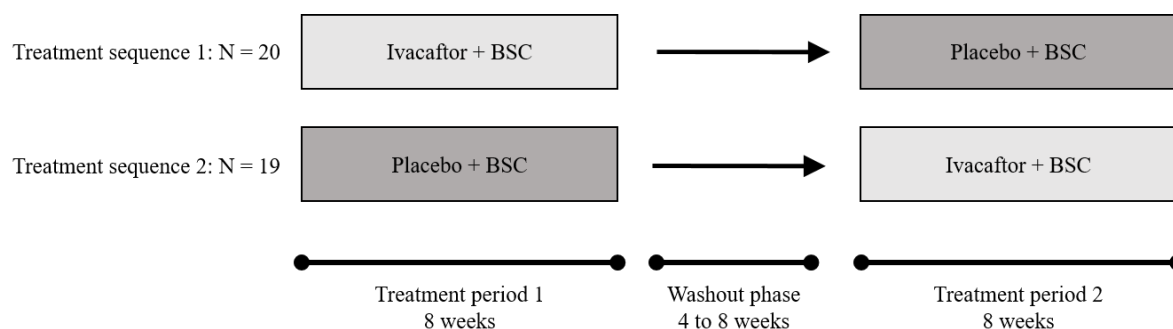 Treatment sequence 1: N = 20
Ivacaftor + BSC
Placebo + BSC
Treatment sequence 2: N = 19
Placebo + BSC
Ivacaftor + BSC
Treatment period 1
8 weeks
Washout phase
4 to 8 weeks
Treatment period 2
8 weeks